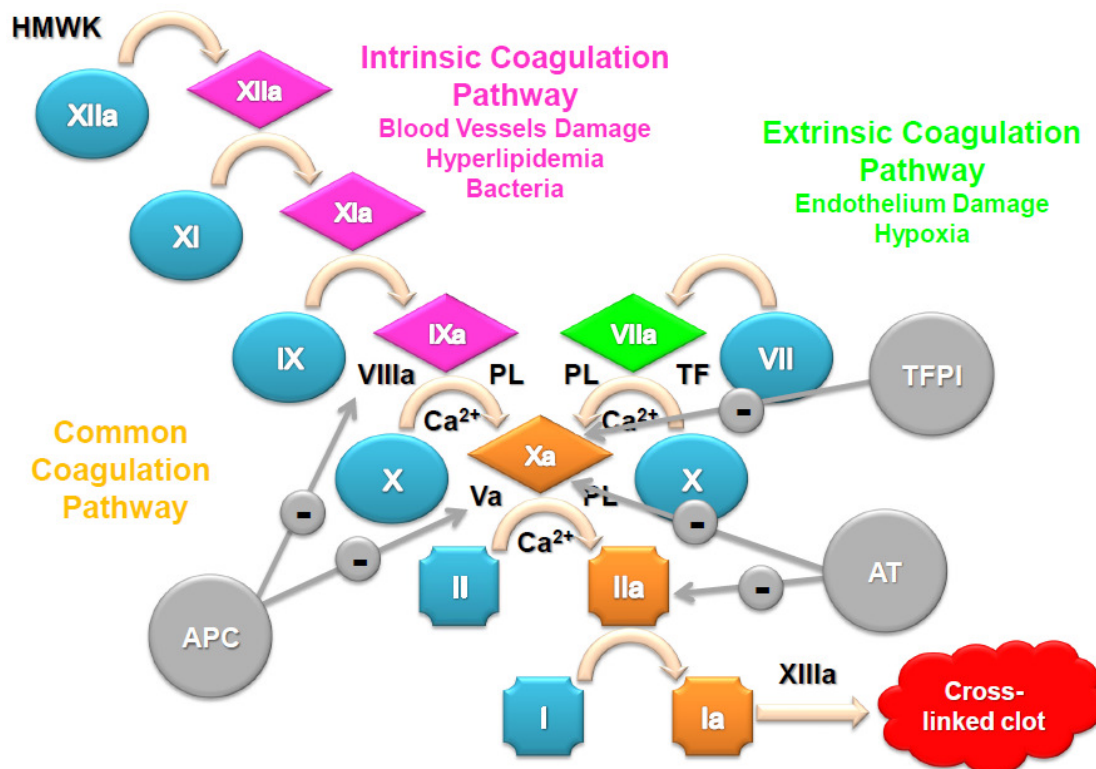 HMWK
XIIa
XIIa
Intrinsic Coagulation
Pathway
Blood Vessels Damage
Hyperlipidemia
Bacteria
Extrinsic Coagulation
Pathway
Endothelium Damage
Hypoxia
XI
XIa
IX
IXa
VIIa
VII
TFPI
VIIIa
PL
PL
TF
Ca²⁺
Ca²⁺
-
Common
Coagulation
Pathway
X
Xa
X
Va
PL
-
-
Ca²⁺
-
II
IIa
-
AT
APC
I
Ia
XIIIa
Cross-
linked clot